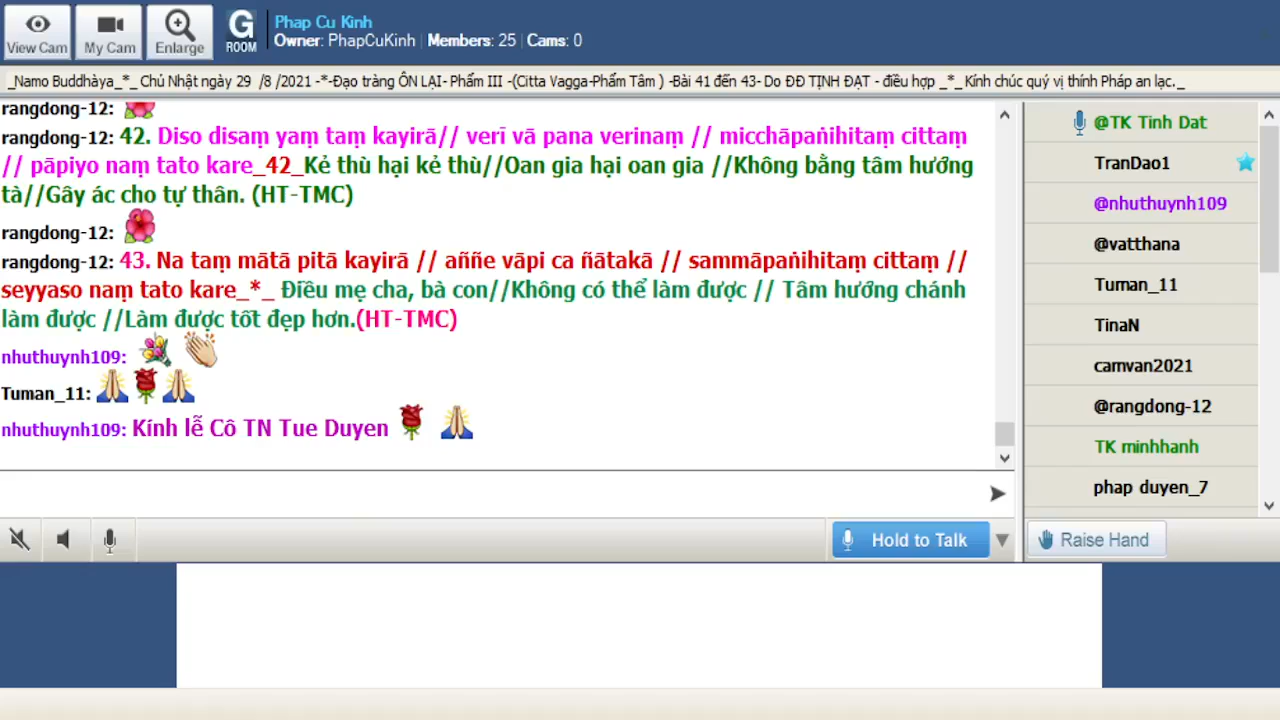 View Cam
My Cam
Enlarge
G
ROOM
Phap Cu Kinh
Owner: PhapCuKinh | Members: 25 | Cams: 0
_Namo Buddhàya_*_ Chủ Nhật ngày 29 /8 /2021 -*-Đạo tràng ÔN LẠI- Phẩm III -(Citta Vagga-Phẩm Tâm ) -Bài 41 đến 43- Do ĐĐ TỊNH ĐẠT - điều hợp _*_ Kính chúc quý vị thính Pháp an lạc._
rangdong-12:
rangdong-12: 42. Diso disaṃ yaṃ taṃ kayirā// verī vā pana verinaṃ // micchāpaṅihitaṃ cittaṃ
// pāpiyo naṃ tato kare_42_Kẻ thù hại kẻ thù//Oan gia hại oan gia //Không bằng tâm hướng
tà//Gây ác cho tự thân. (HT-TMC)
rangdong-12:
rangdong-12: 43. Na taṃ mātā pitā kayirā // aññe vāpi ca ñātakā // sammāpaṅihitaṃ cittaṃ //
seyyaso naṃ tato kare_*_ Điều mẹ cha, bà con//Không có thể làm được // Tâm hướng chánh
làm được //Làm được tốt đẹp hơn.(HT-TMC)
nhuthuynh109:
Tuman_11:
nhuthuynh109: Kính lễ Cô TN Tue Duyen
@TK Tinh Dat
TranDao1
@nhuthuynh109
@vatthana
Tuman_11
TinaN
camvan2021
@rangdong-12
TK minhhanh
phap duyen_7
Hold to Talk
Raise Hand